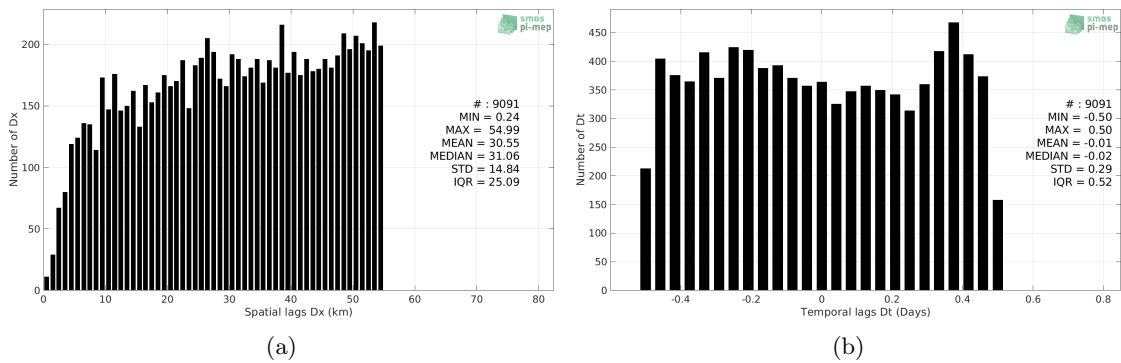 smos
pi-mep
200
150
100
50
0
Number of Dx
# : 9091
MIN = 0.24
MAX = 54.99
MEAN = 30.55
MEDIAN = 31.06
STD = 14.84
IQR = 25.09
0 10 20 30 40 50 60 70 80
Spatial lags Dx (km)
(a)
smos
pi-mep
450
400
350
300
250
200
150
100
50
0
Number of Dt
# : 9091
MIN = -0.50
MAX = 0.50
MEAN = -0.01
MEDIAN = -0.02
STD = 0.29
IQR = 0.52
-0.4 -0.2 0 0.2 0.4 0.6 0.8
Temporal lags Dt (Days)
(b)